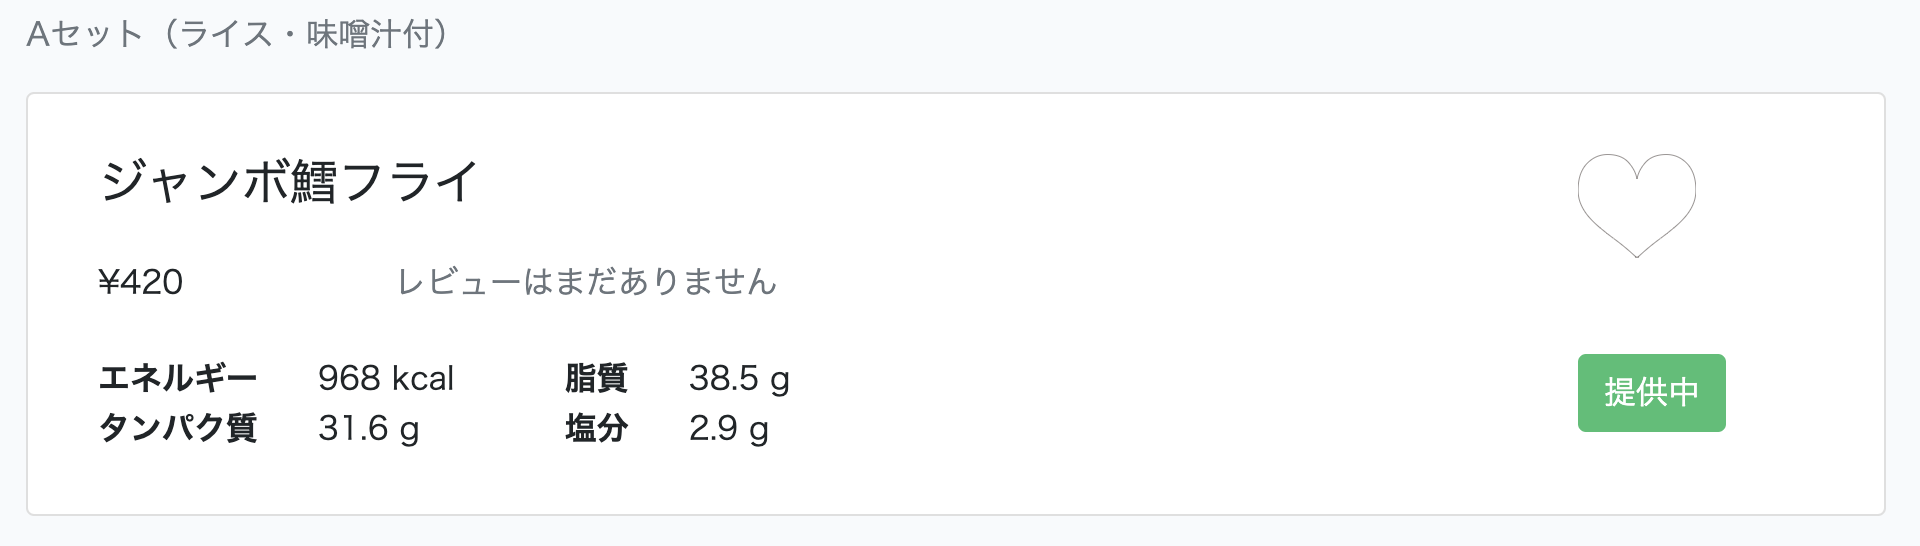 Aセット（ライス・味噌汁付）
ジャンボ鱈フライ
¥420 レビューはまだありません
エネルギー 968 kcal 脂質 38.5 g
タンパク質 31.6 g 塩分 2.9 g
提供中